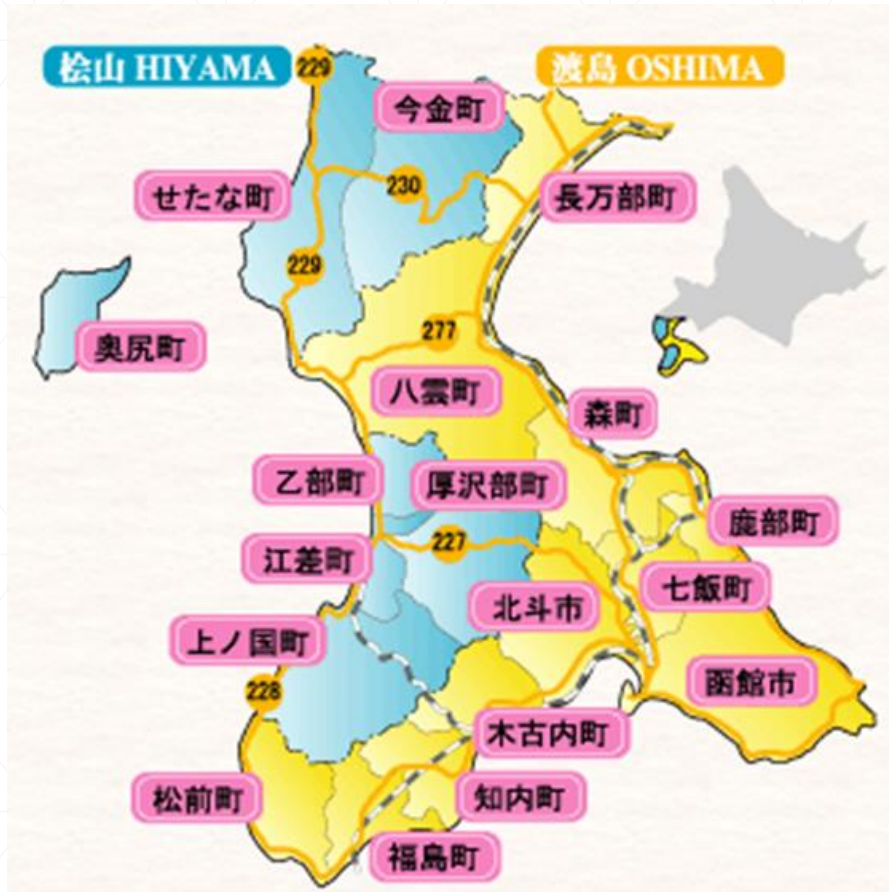 桧山 HIYAMA
渡島 OSHIMA
229
今金町
せたな町
230
長万部町
229
奥尻町
277
八雲町
森町
乙部町
厚沢部町
鹿部町
江差町
227
七飯町
北斗市
上ノ国町
函館市
228
木古内町
松前町
知内町
福島町